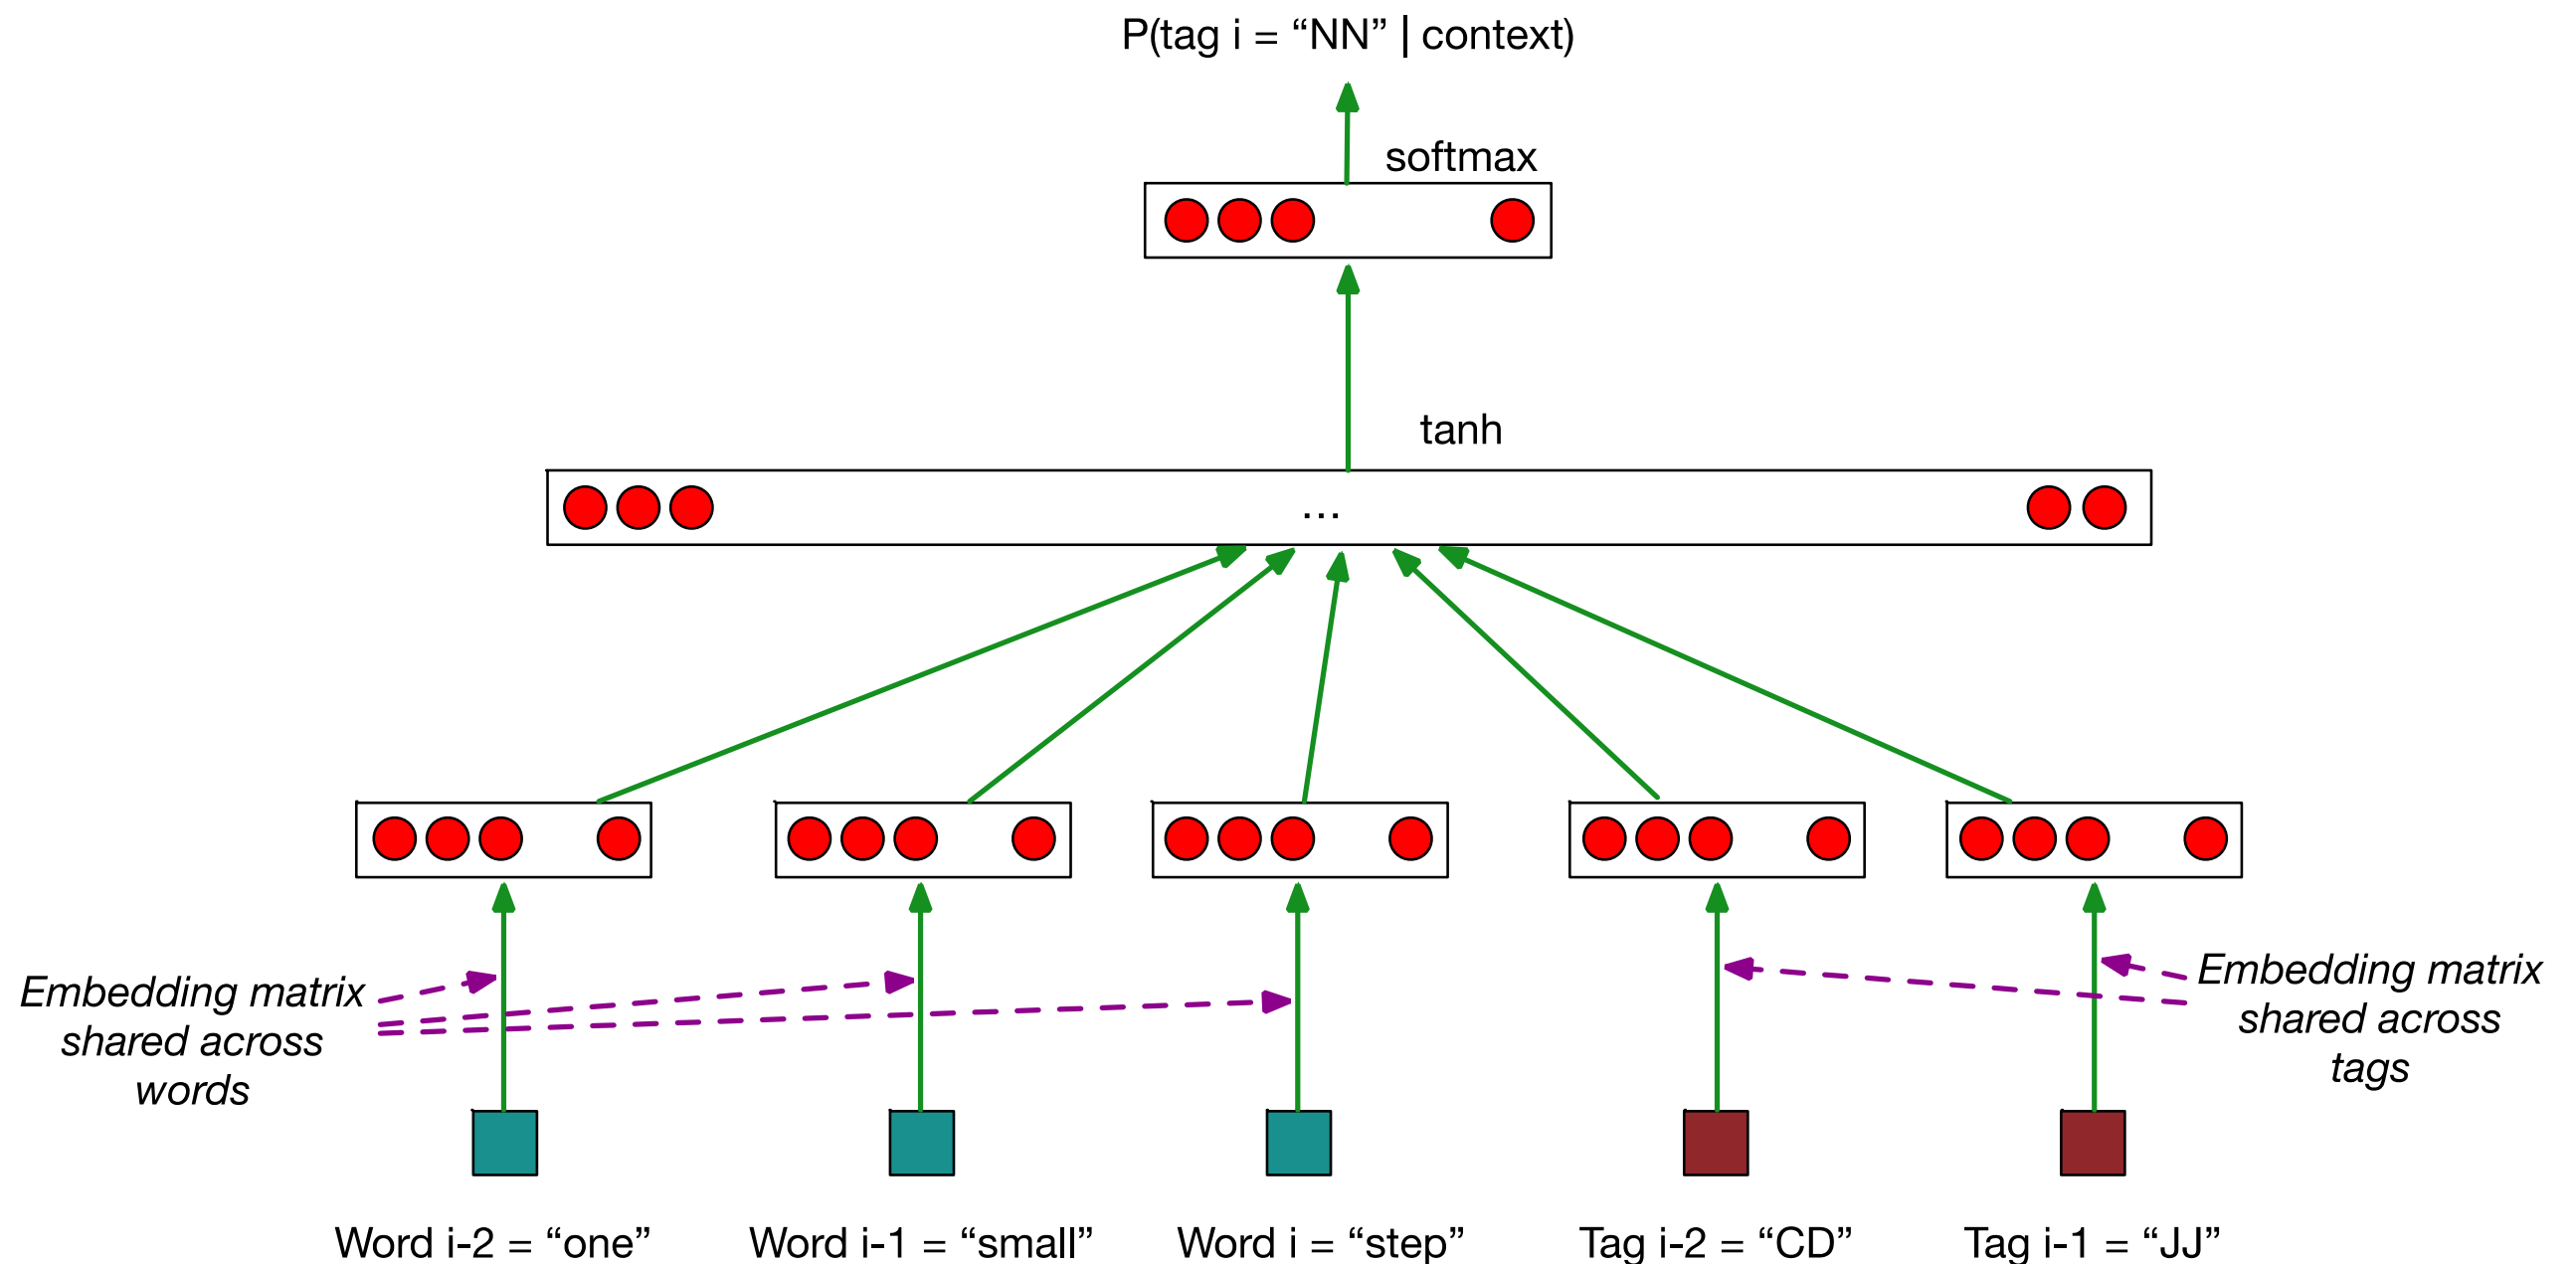 P(tag i = “NN” | context)
softmax
tanh
...
Embedding matrix
shared across
words
Embedding matrix
shared across
tags
Word i-2 = “one”
Word i-1 = “small”
Word i = “step”
Tag i-2 = “CD”
Tag i-1 = “JJ”